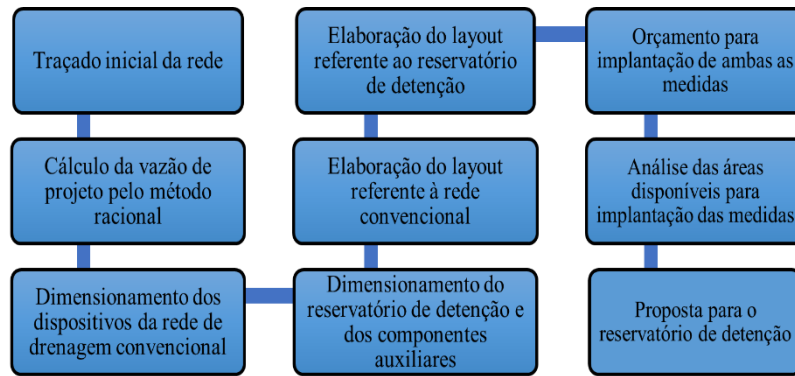 Traçado inicial da rede
Cálculo da vazão de
projeto pelo método
racional
Dimensionamento dos
dispositivos da rede de
drenagem convencional
Dimensionamento do
reservatório de detenção e
dos componentes
auxiliares
Elaboração do layout
referente à rede
convencional
Elaboração do layout
referente ao reservatório
de detenção
Orçamento para
implantação de ambas as
medidas
Análise das áreas
disponíveis para
implantação das medidas
Proposta para o
reservatório de detenção